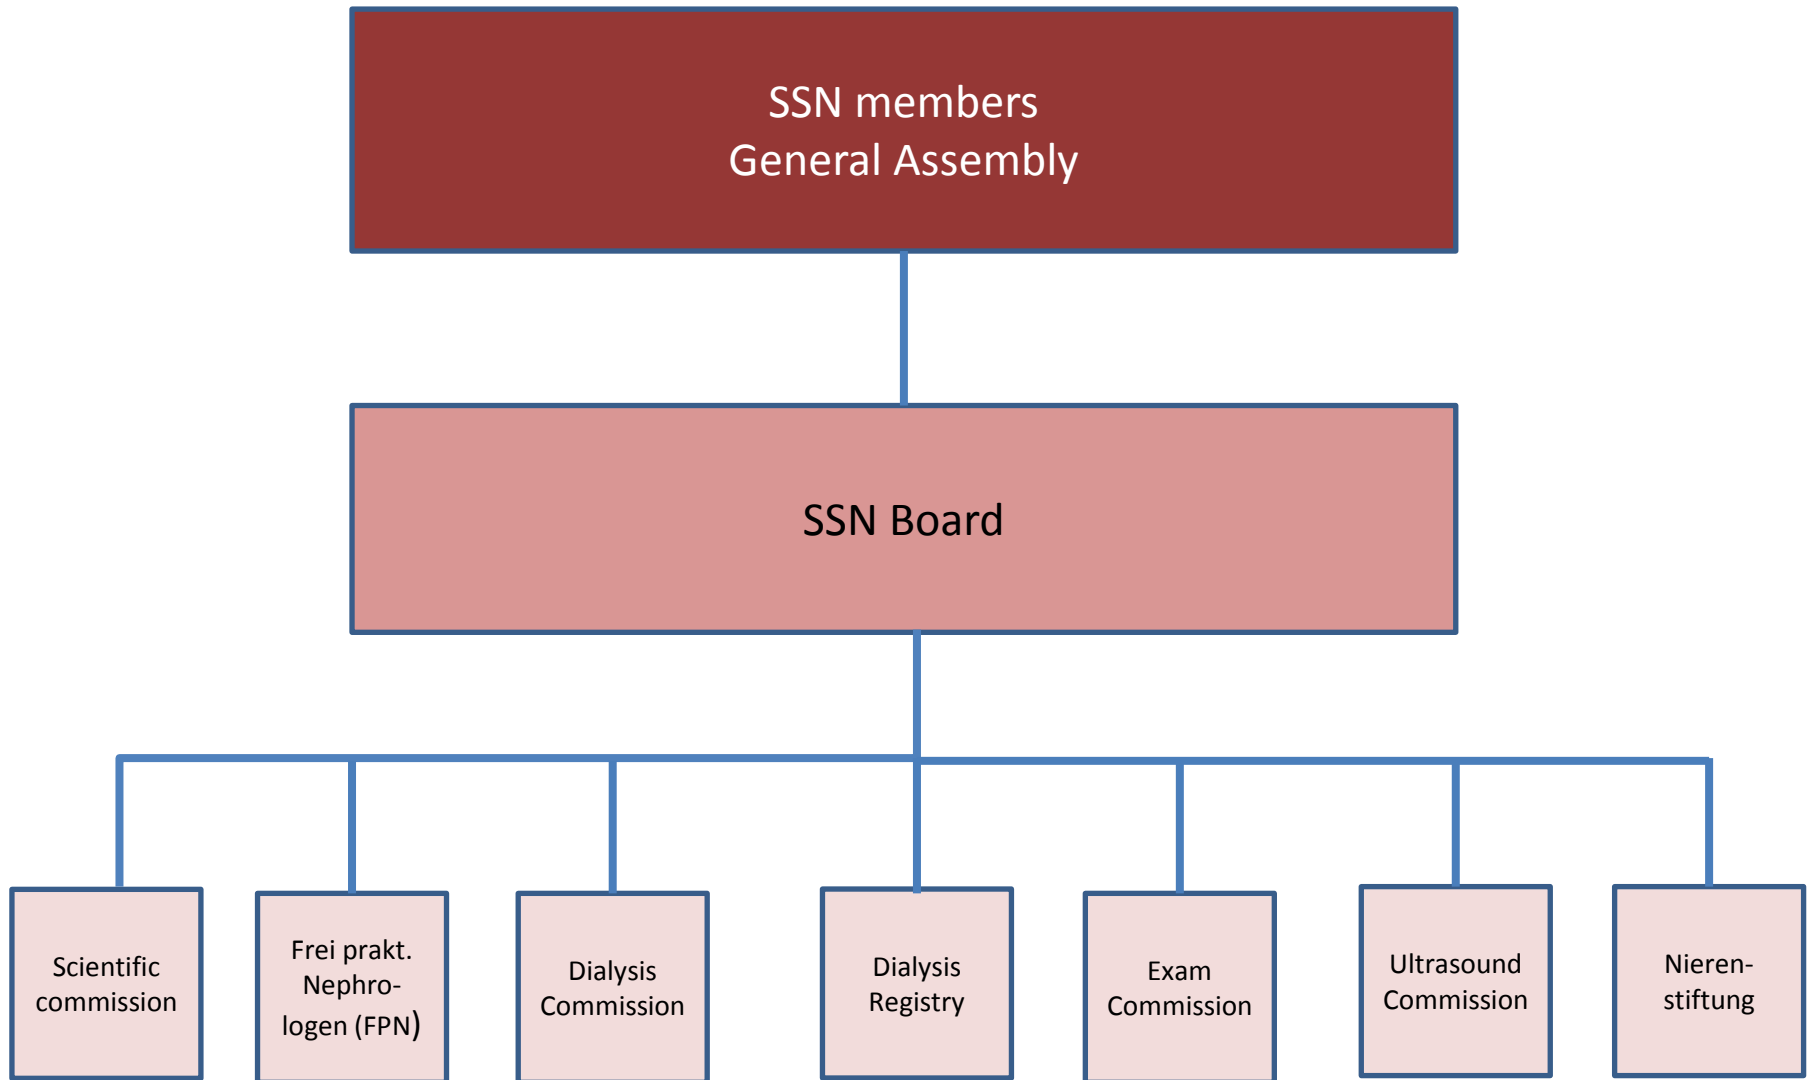 SSN members
General Assembly
SSN Board
Scientific
commission
Frei prakt.
Nephro-
logen (FPN)
Dialysis
Commission
Dialysis
Registry
Exam
Commission
Ultrasound
Commission
Nieren-
stiftung